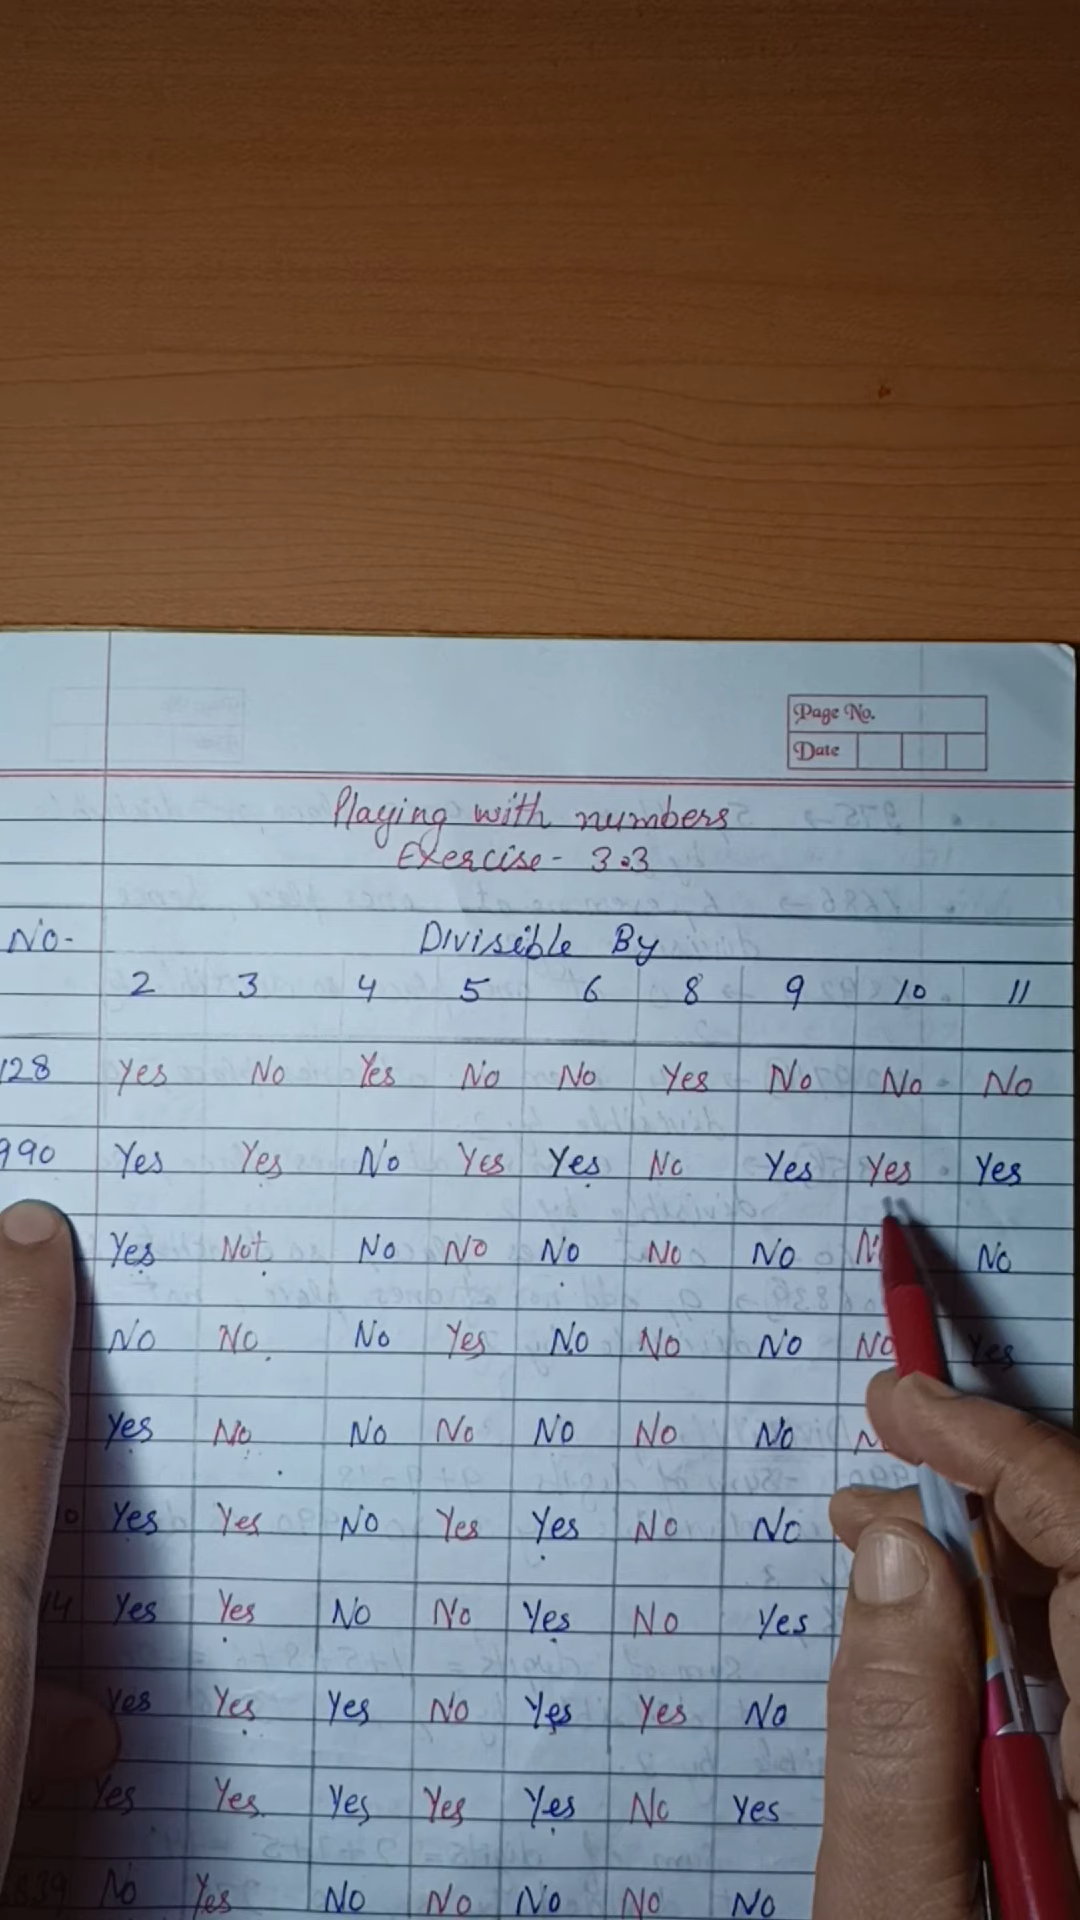 Page No.
Date
Playing with numbers
Exercise - 3.3
No. Divisible By
2 3 4 5 6 8 9 10 11
128 Yes No Yes No No Yes No No No
990 Yes Yes No Yes Yes No Yes Yes Yes
Yes Not No No No No No No No
No No. No Yes No No No No Yes
Yes No No No No No No
Yes Yes No Yes Yes No No
14 Yes Yes No No Yes No Yes
Yes Yes Yes No Yes Yes No
Yes Yes. Yes Yes Yes No Yes
839 No Yes No No No No No